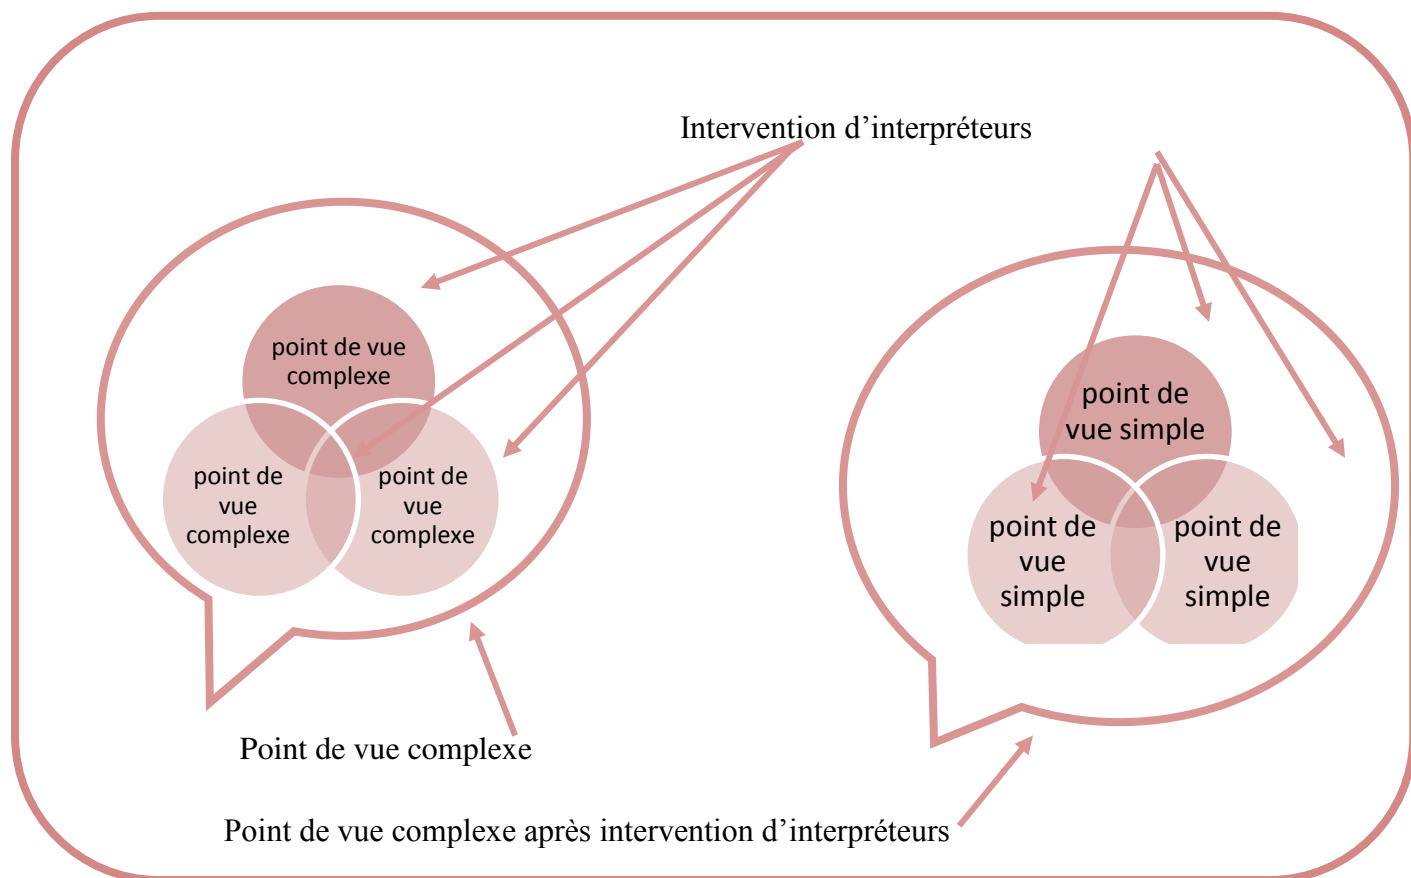 Intervention d’interpréteurs
point de vue
complexe
point de
vue
complexe
point de
vue
complexe
point de
vue simple
point de
vue
simple
point de
vue
simple
Point de vue complexe
Point de vue complexe après intervention d’interpréteurs